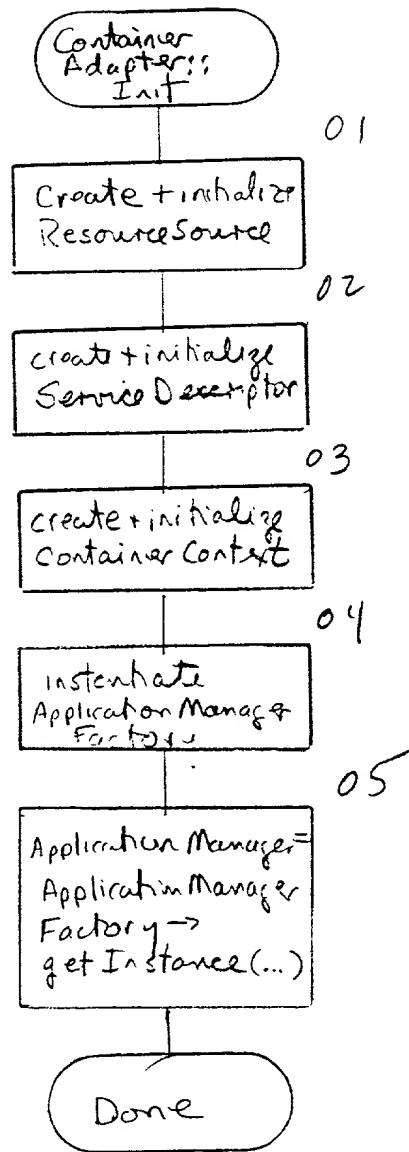 Container
Adapter::
Init
01
Create + initialize
ResourceSource
02
create + initialize
Service Descriptor
03
create + initialize
Container Context
04
instentiate
Application Manager
Factory
05
Application Manager =
Application Manager
Factory →
get Instance (...)
Done